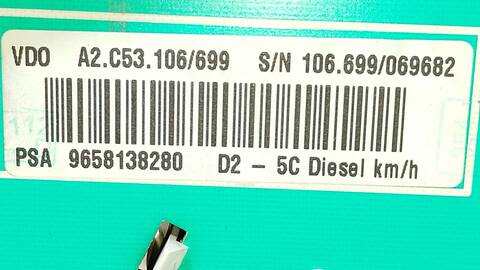 VDO A2.C53.106/699 S/N 106.699/069682
PSA 9658138280 D2 - 5C Diesel km/h